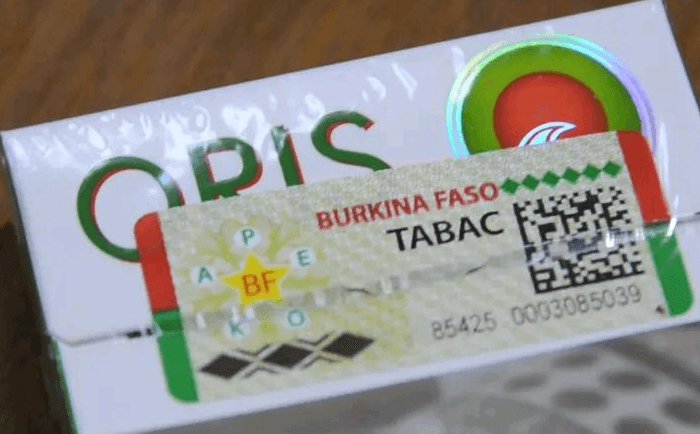 ORIS
BURKINA FASO
TABAC
A P E
BF
K O
85425 0003085039